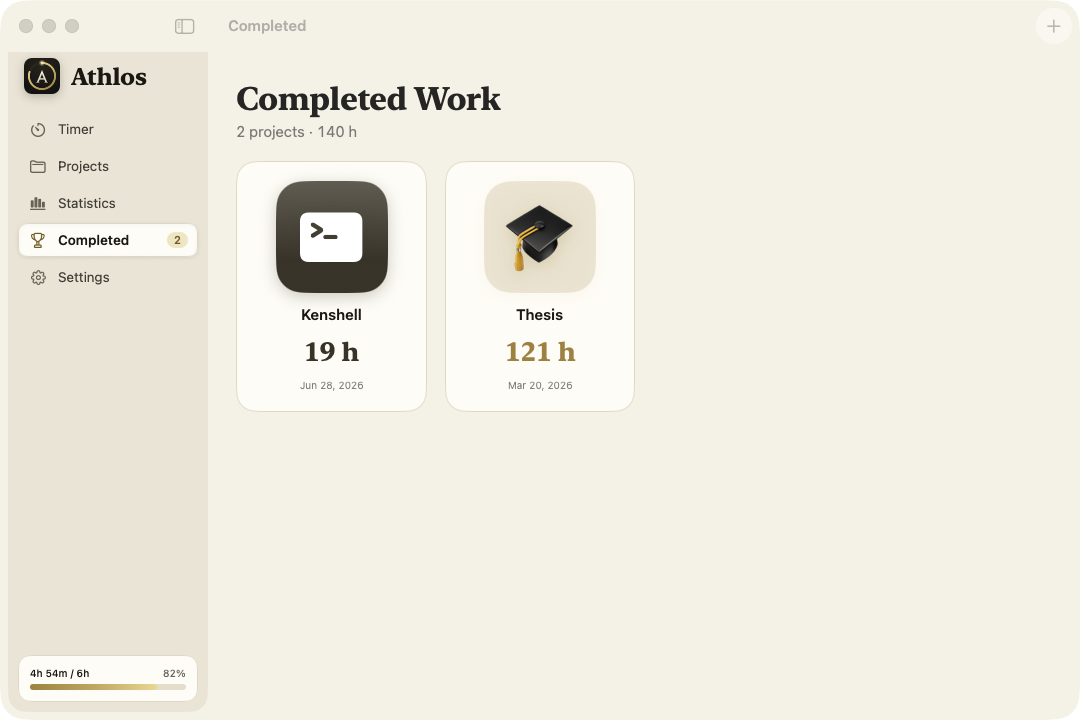 Completed
A
Athlos
Timer
Projects
Statistics
Completed 2
Settings
4h 54m / 6h 82%
Completed Work
2 projects · 140 h
>_
Kenshell
19 h
Jun 28, 2026
Thesis
121 h
Mar 20, 2026